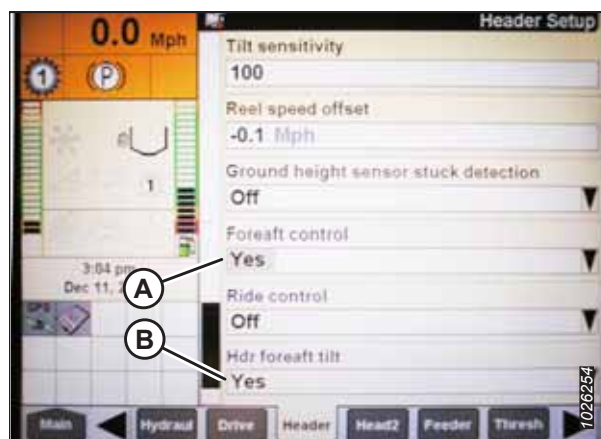 0.0 Mph
Header Setup
Tilt sensitivity
100
1
P
Reel speed offset
-0.1 Mph
Ground height sensor stuck detection
1
Off
Foreaft control
Yes
3:04 pm
Dec 11, 2
A
Ride control
GPS
Off
B
Hdr foreaft tilt
Yes
1026254
Main
Hydraul
Drive
Header
Head2
Feeder
Thresh